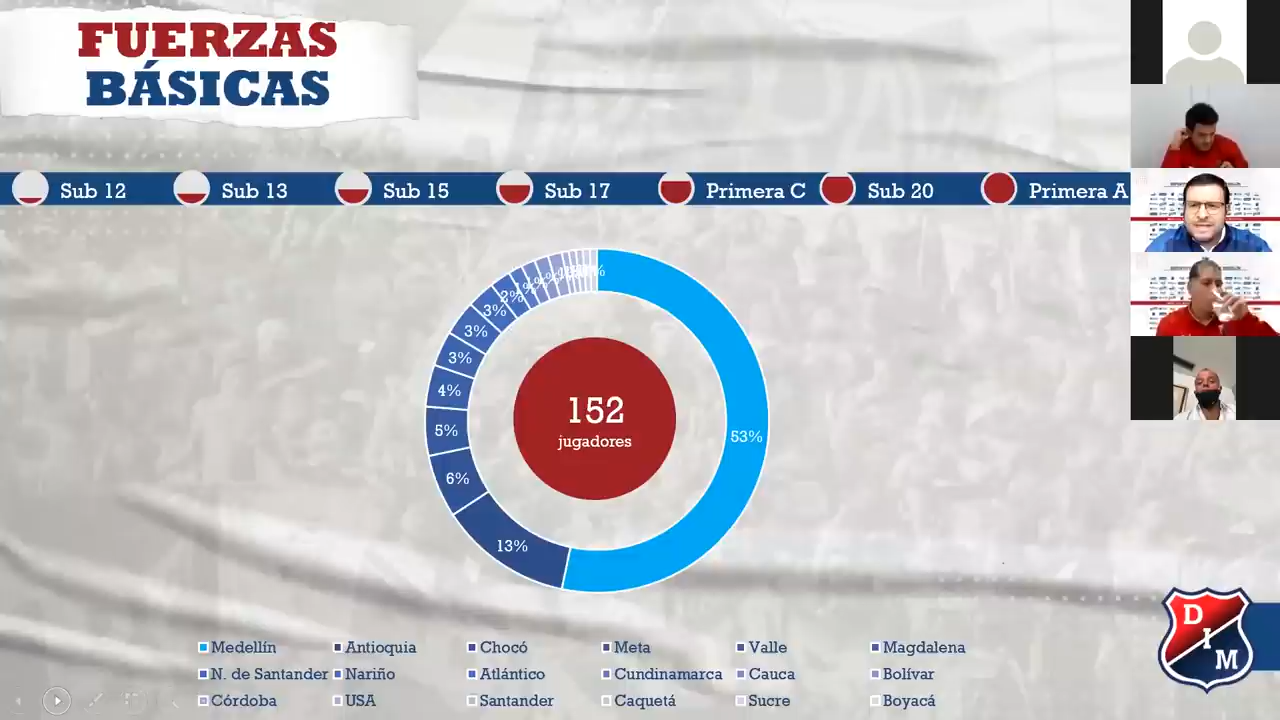 FUERZAS
BÁSICAS
Sub 12
Sub 13
Sub 15
Sub 17
Primera C
Sub 20
Primera A
53%
13%
6%
5%
4%
3%
3%
3%
152
jugadores
Medellín
Antioquia
Chocó
Meta
Valle
Magdalena
N. de Santander
Nariño
Atlántico
Cundinamarca
Cauca
Bolívar
Córdoba
USA
Santander
Caquetá
Sucre
Boyacá
D
I
M